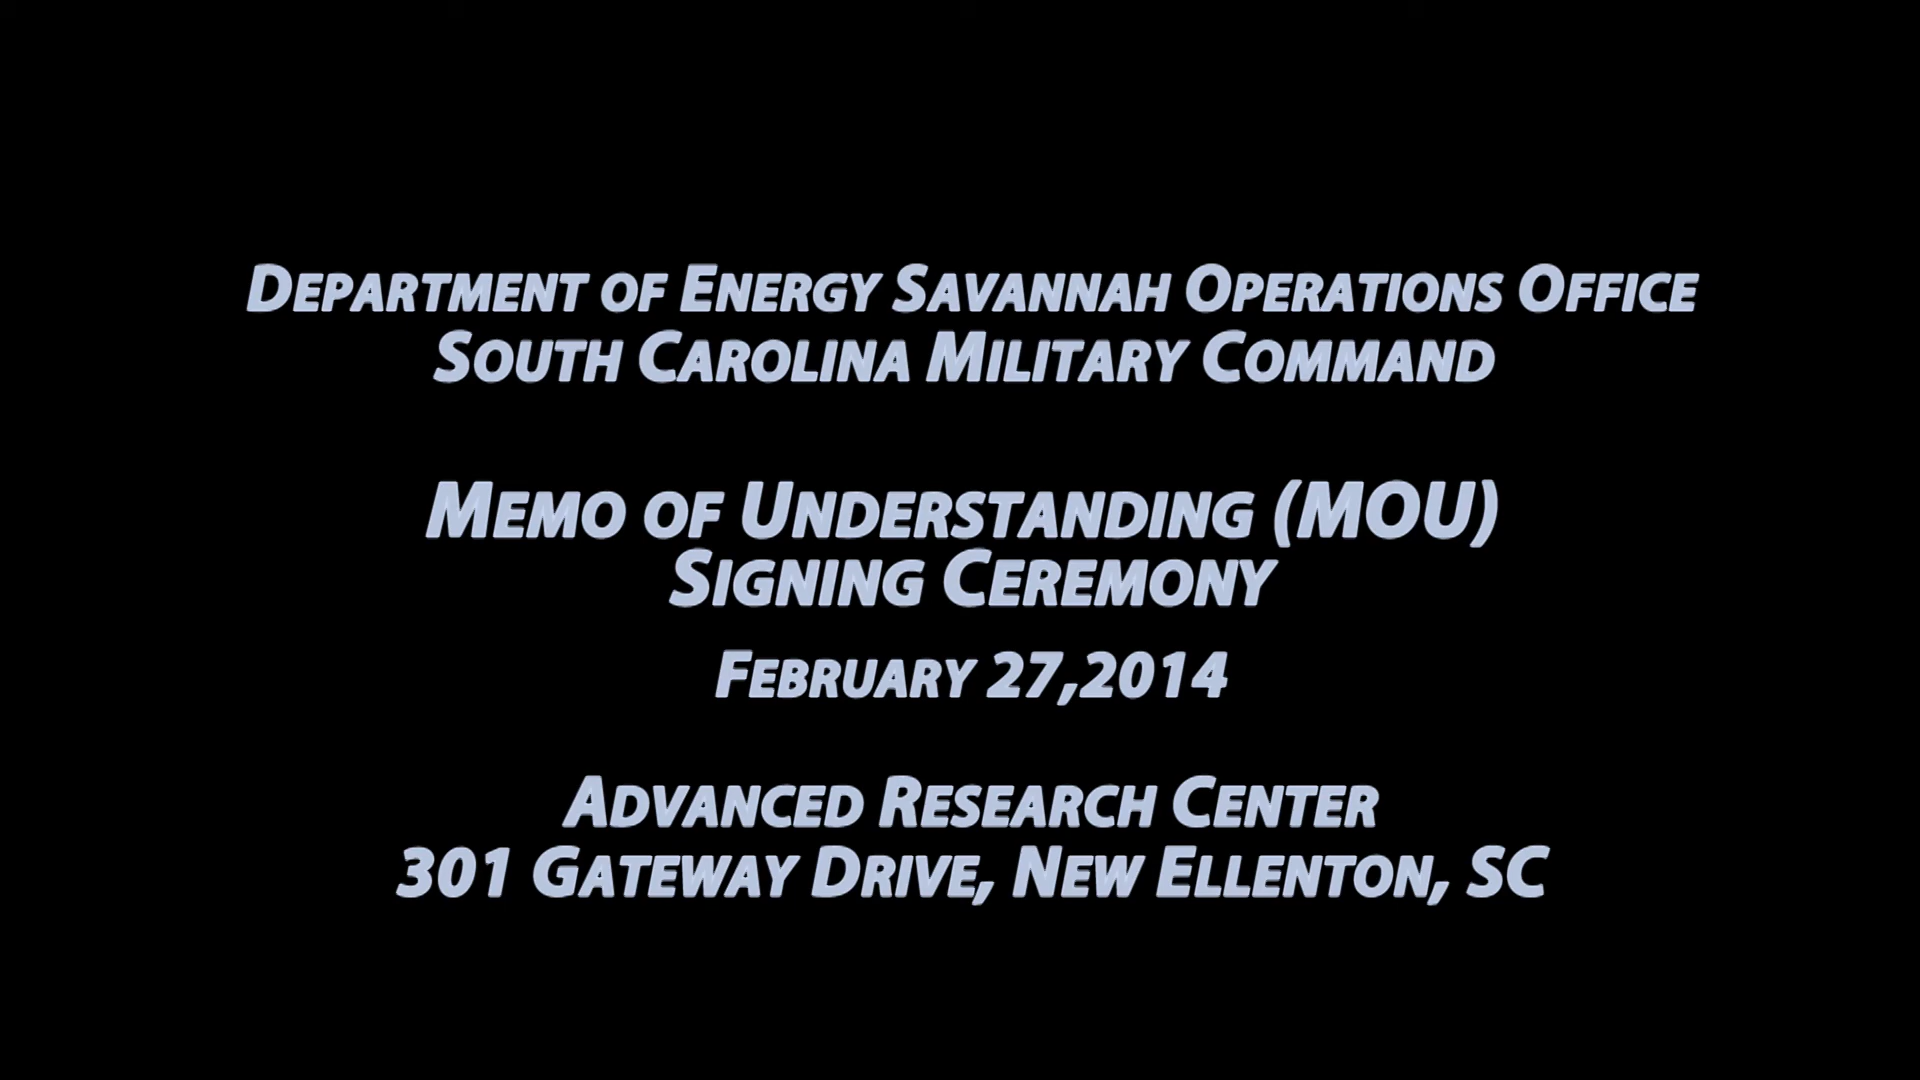 Department of Energy Savannah Operations Office
South Carolina Military Command
Memo of Understanding (MOU)
Signing Ceremony
February 27,2014
Advanced Research Center
301 Gateway Drive, New Ellenton, SC